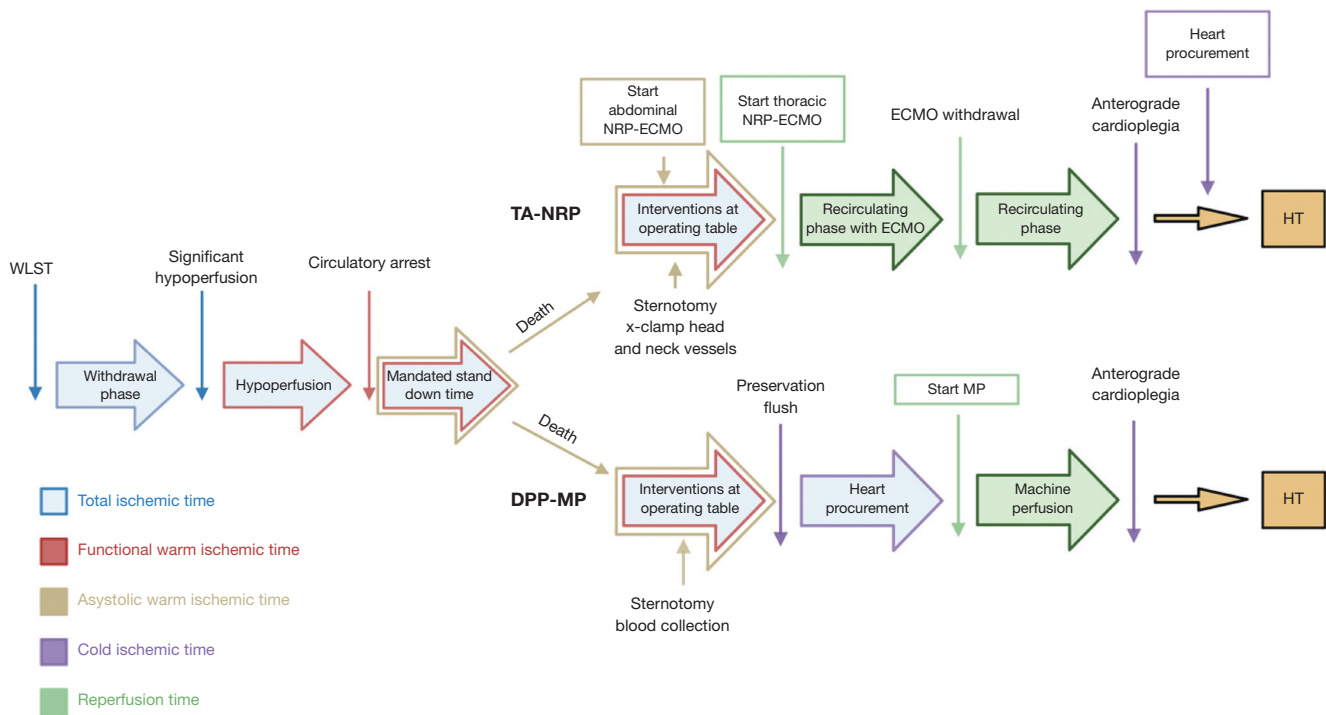 Heart
procurement
Start
abdominal
NRP-ECMO
Start thoracic
NRP-ECMO
ECMO withdrawal
Anterograde
cardioplegia
TA-NRP
Interventions at
operating table
Recirculating
phase with ECMO
Recirculating
phase
HT
WLST
Significant
hypoperfusion
Circulatory arrest
Death
Sternotomy
x-clamp head
and neck vessels
Withdrawal
phase
Hypoperfusion
Mandated stand
down time
Death
Preservation
flush
Start MP
Anterograde
cardioplegia
DPP-MP
Interventions at
operating table
Heart
procurement
Machine
perfusion
HT
Sternotomy
blood collection
Total ischemic time
Functional warm ischemic time
Asystolic warm ischemic time
Cold ischemic time
Reperfusion time